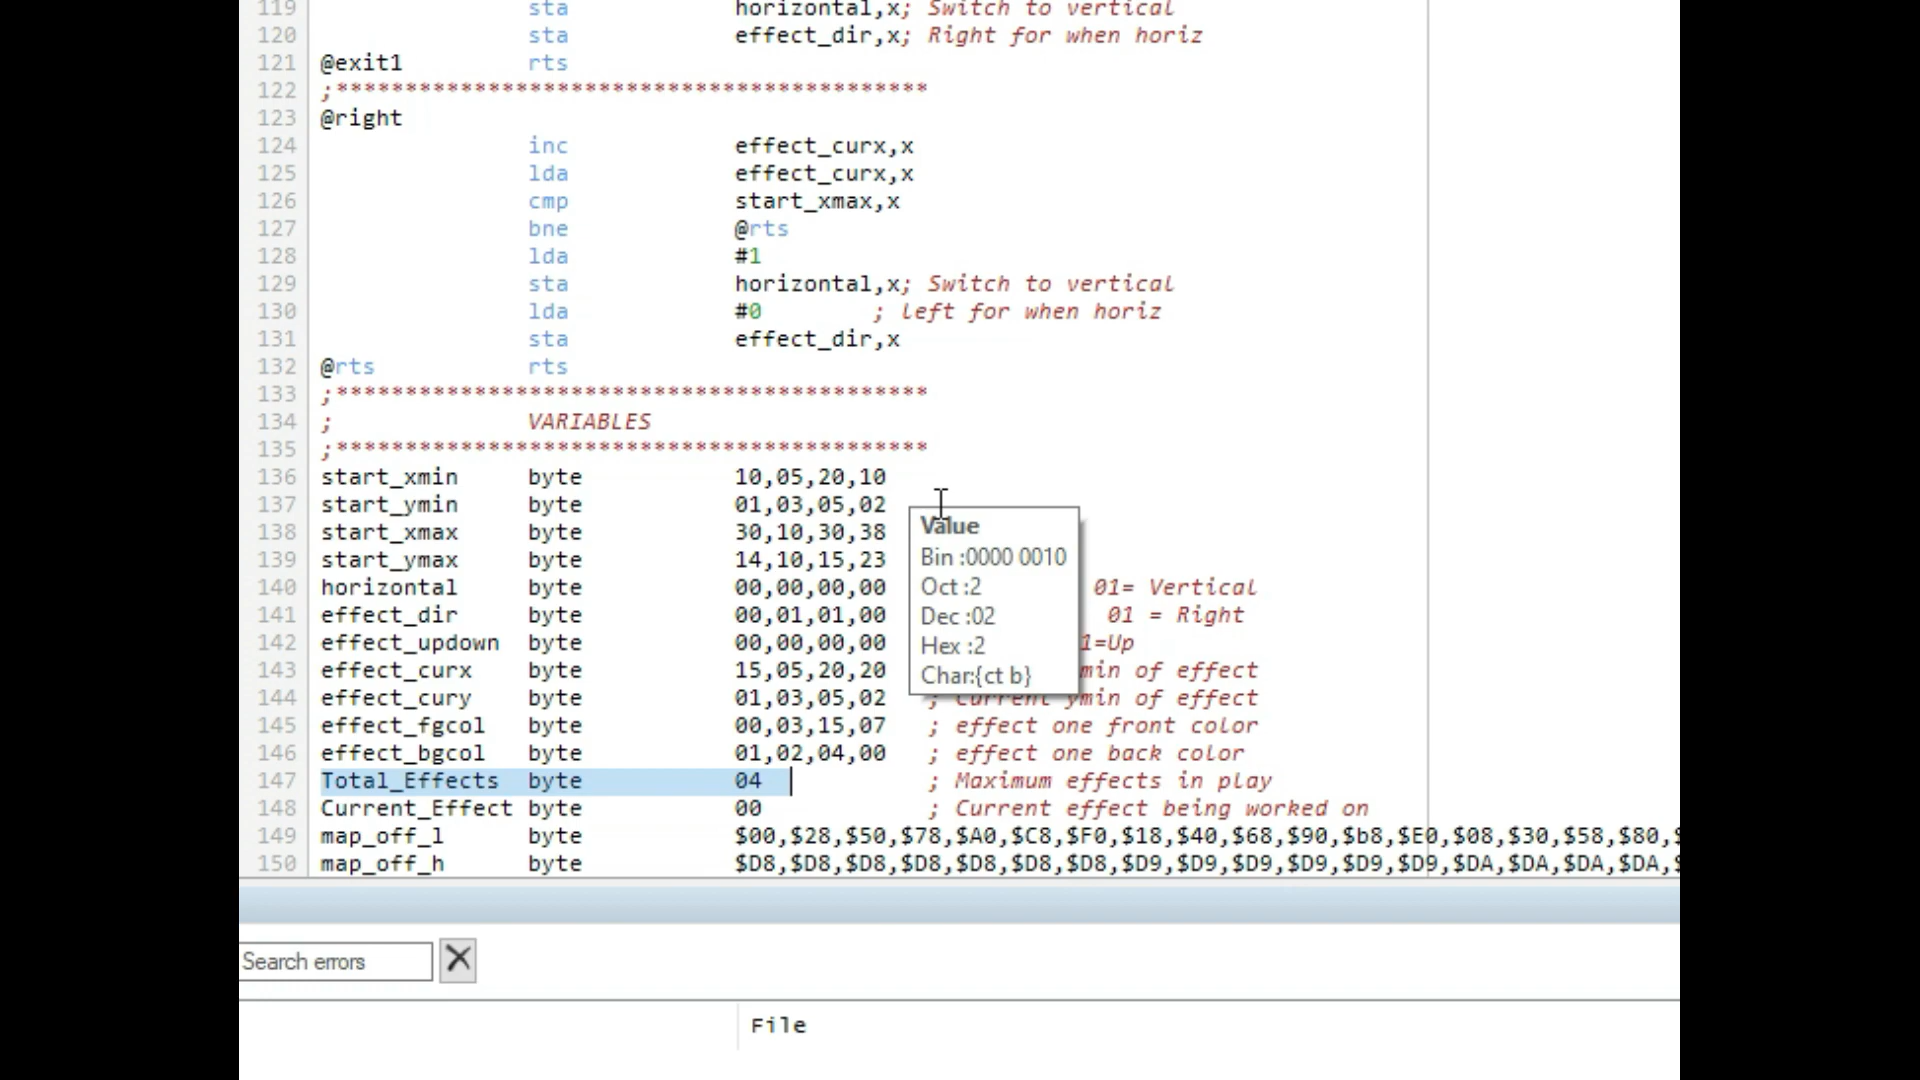 119 sta horizontal,x; Switch to vertical
120 sta effect_dir,x; Right for when horiz
121 @exit1 rts
122 ;*******************************************
123 @right
124 inc effect_curx,x
125 lda effect_curx,x
126 cmp start_xmax,x
127 bne @rts
128 lda #1
129 sta horizontal,x; Switch to vertical
130 lda #0 ; left for when horiz
131 sta effect_dir,x
132 @rts rts
133 ;*******************************************
134 ; VARIABLES
135 ;*******************************************
136 start_xmin byte 10,05,20,10
137 start_ymin byte 01,03,05,02
138 start_xmax byte 30,10,30,38
139 start_ymax byte 14,10,15,23
140 horizontal byte 00,00,00,00 01= Vertical
141 effect_dir byte 00,01,01,00 01 = Right
142 effect_updown byte 00,00,00,00 1=Up
143 effect_curx byte 15,05,20,20 min of effect
144 effect_cury byte 01,03,05,02 ; Current ymin of effect
145 effect_fgcol byte 00,03,15,07 ; effect one front color
146 effect_bgcol byte 01,02,04,00 ; effect one back color
147 Total_Effects byte 04 ; Maximum effects in play
148 Current_Effect byte 00 ; Current effect being worked on
149 map_off_l byte $00,$28,$50,$78,$A0,$C8,$F0,$18,$40,$68,$90,$b8,$E0,$08,$30,$58,$80,$
150 map_off_h byte $D8,$D8,$D8,$D8,$D8,$D8,$D8,$D9,$D9,$D9,$D9,$D9,$D9,$DA,$DA,$DA,$DA,$
Value
Bin :0000 0010
Oct :2
Dec :02
Hex :2
Char:{ct b}
Search errors
File